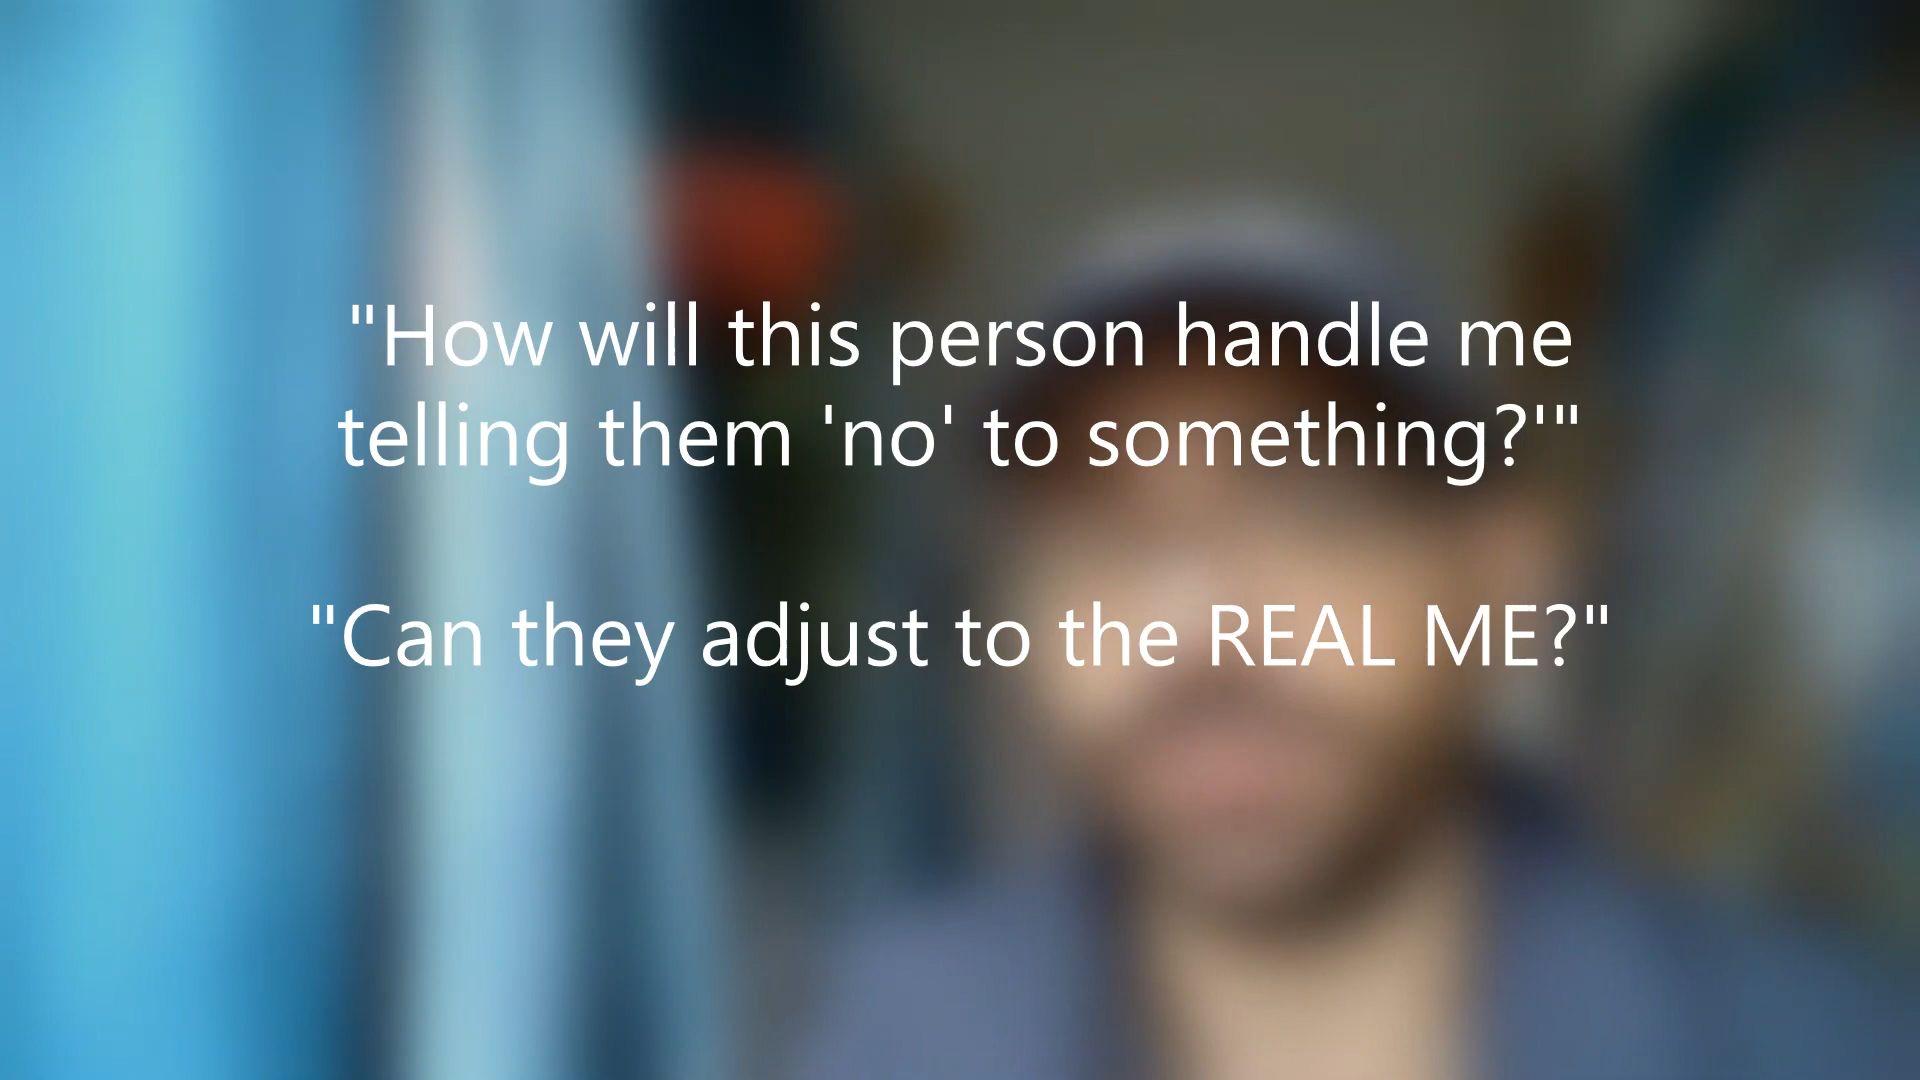 "How will this person handle me
telling them 'no' to something?'"
"Can they adjust to the REAL ME?"